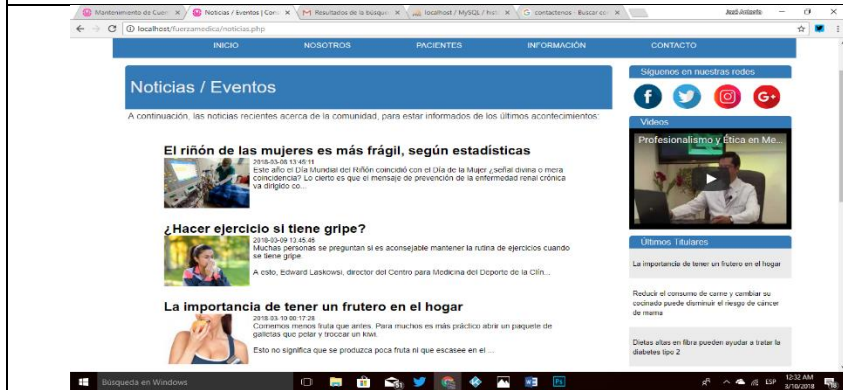 Mantenimiento de Cuen
Noticias / Eventos | Con
Resultados de la búsque
localhost / MySQL / hist
contactenos - Buscar co
José Antonio
localhost/fuerzamedica/noticias.php
INICIO NOSOTROS PACIENTES INFORMACIÓN CONTACTO
Noticias / Eventos
A continuación, las noticias recientes acerca de la comunidad, para estar informados de los últimos acontecimientos:
El riñón de las mujeres es más frágil, según estadísticas
2018-03-08 13:45:11
Este año el Día Mundial del Riñón coincidió con el Día de la Mujer ¿señal divina o mera
coincidencia? Lo cierto es que el mensaje de prevención de la enfermedad renal crónica
va dirigido co...
¿Hacer ejercicio si tiene gripe?
2018-03-09 13:45:45
Muchas personas se preguntan si es aconsejable mantener la rutina de ejercicios cuando
se tiene gripe.
A esto, Edward Laskowsi, director del Centro para Medicina del Deporte de la Clín...
La importancia de tener un frutero en el hogar
2018-03-10 00:17:28
Comemos menos fruta que antes. Para muchos es más práctico abrir un paquete de
galletas que pelar y trocear un kiwi.
Esto no significa que se produzca poca fruta ni que escasee en el ...
Síguenos en nuestras redes
f G+
Videos
Profesionalismo y Ética en Me...
Últimos Titulares
La importancia de tener un frutero en el hogar
Reducir el consumo de carne y cambiar su
cocinado puede disminuir el riesgo de cáncer
de mama
Dietas altas en fibra pueden ayudar a tratar la
diabetes tipo 2
Búsqueda en Windows
ESP
12:32 AM
3/10/2018